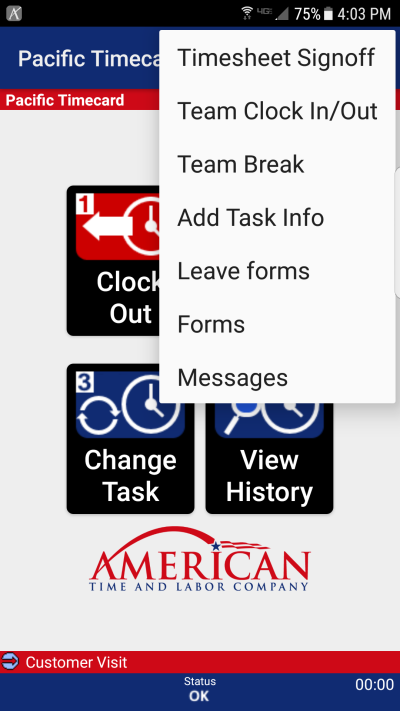 75% 4:03 PM
Pacific Timeca
Timesheet Signoff
Pacific Timecard
Team Clock In/Out
Team Break
Add Task Info
Leave forms
Forms
Messages
1
Clock
Out
3
Change
Task
View
History
AMERICAN
TIME AND LABOR COMPANY
Customer Visit
Status
OK
00:00